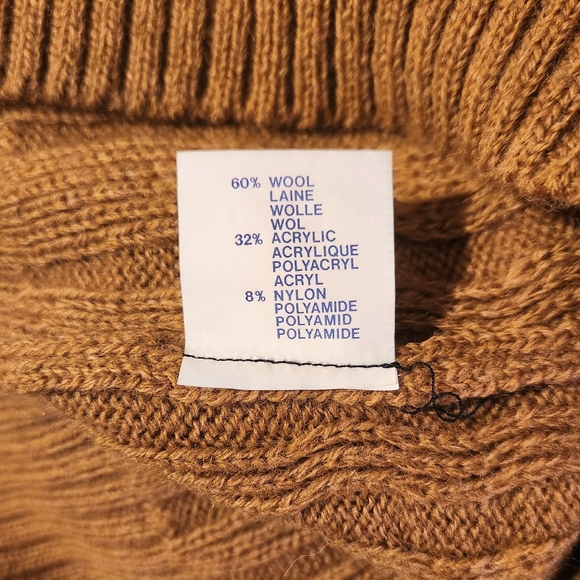 60% WOOL
LAINE
WOLLE
WOL
32% ACRYLIC
ACRYLIQUE
POLYACRYL
ACRYL
8% NYLON
POLYAMIDE
POLYAMID
POLYAMIDE